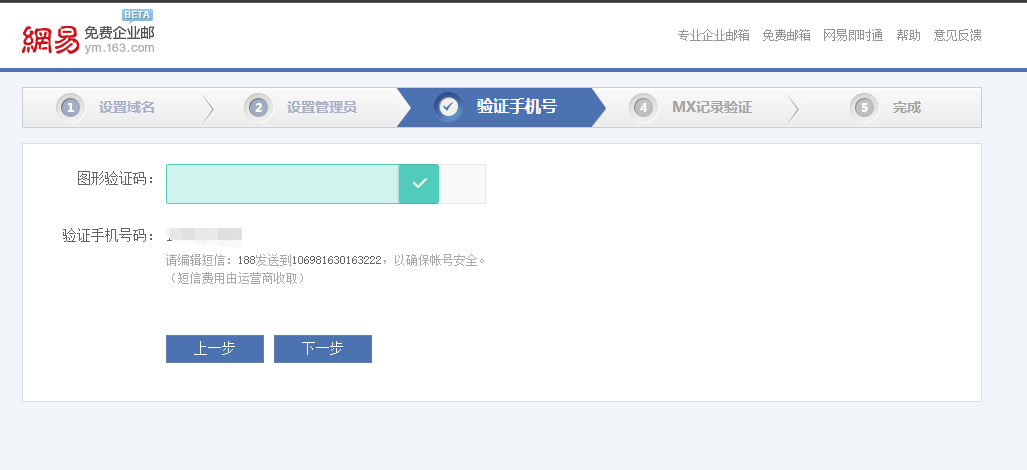 BETA
網易 免费企业邮
ym.163.com
专业企业邮箱 免费邮箱 网易即时通 帮助 意见反馈
1 设置域名 2 设置管理员 验证手机号 4 MX记录验证 5 完成
图形验证码：
验证手机号码：
请编辑短信：188发送到106981630163222，以确保帐号安全。
（短信费用由运营商收取）
上一步 下一步